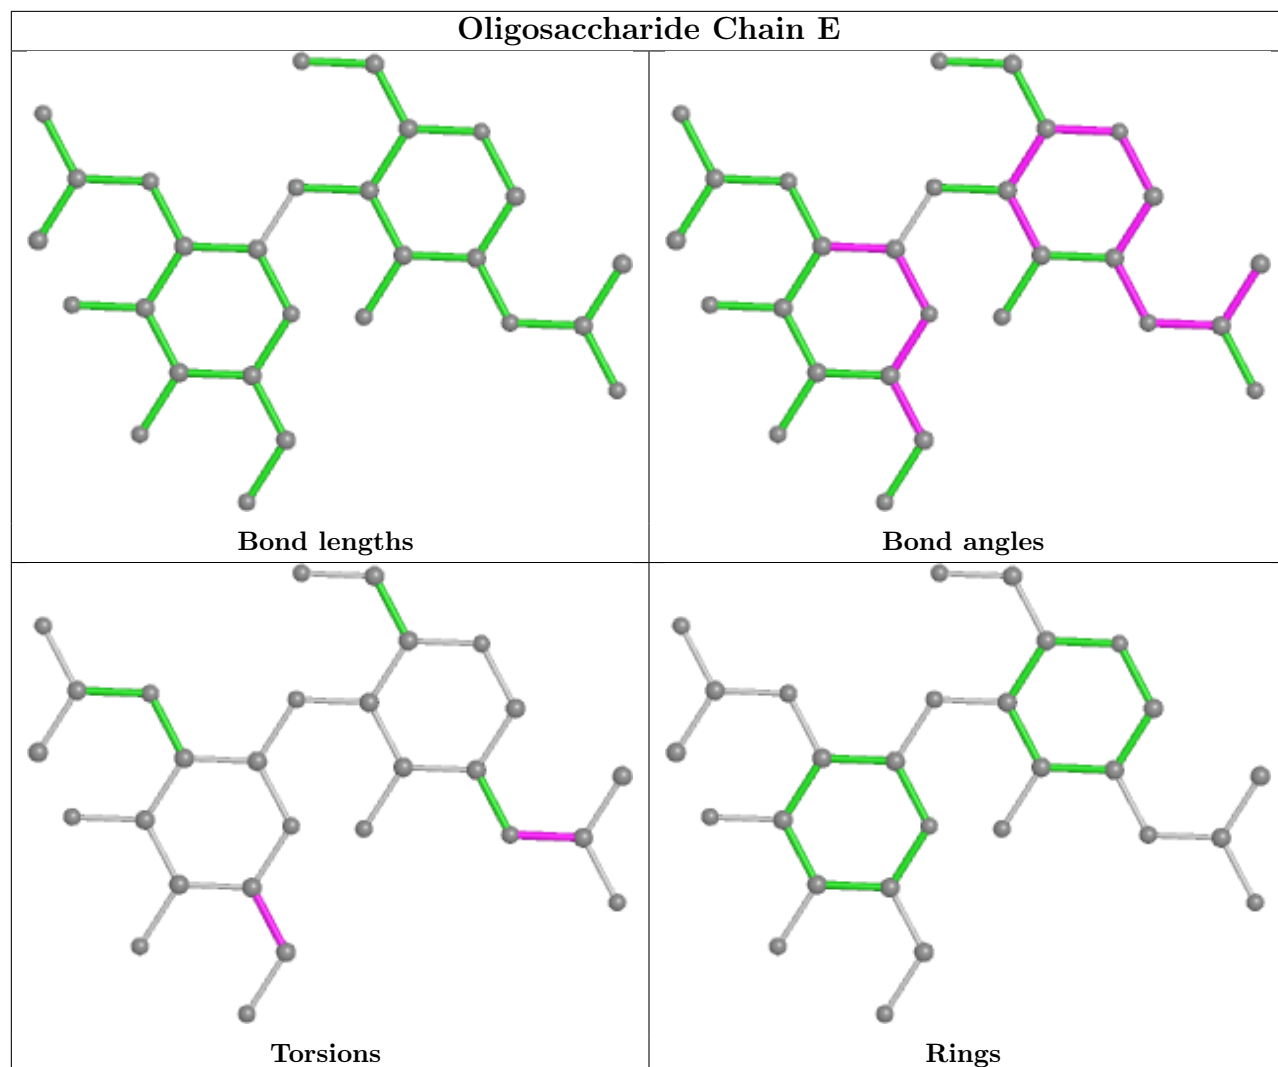 Oligosaccharide Chain E
Bond lengths
Bond angles
Torsions
Rings